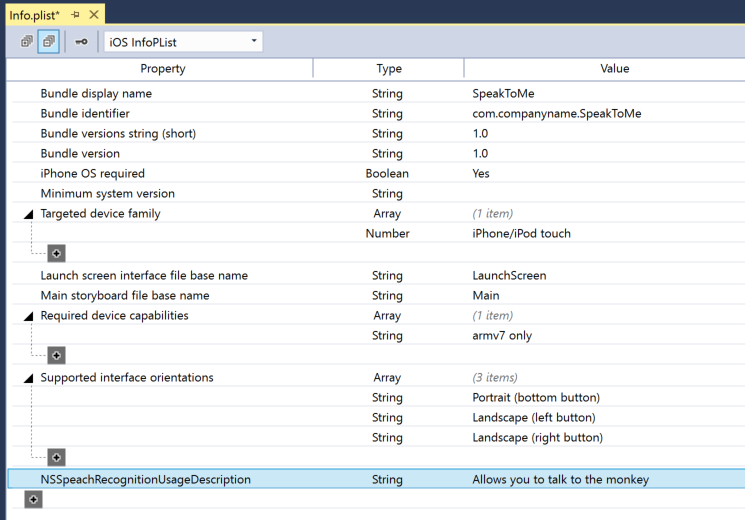 Info.plist*
iOS InfoPList
Property Type Value
Bundle display name String SpeakToMe
Bundle identifier String com.companyname.SpeakToMe
Bundle versions string (short) String 1.0
Bundle version String 1.0
iPhone OS required Boolean Yes
Minimum system version String
Targeted device family Array (1 item)
Number iPhone/iPod touch
Launch screen interface file base name String LaunchScreen
Main storyboard file base name String Main
Required device capabilities Array (1 item)
String armv7 only
Supported interface orientations Array (3 items)
String Portrait (bottom button)
String Landscape (left button)
String Landscape (right button)
NSSpeachRecognitionUsageDescription String Allows you to talk to the monkey